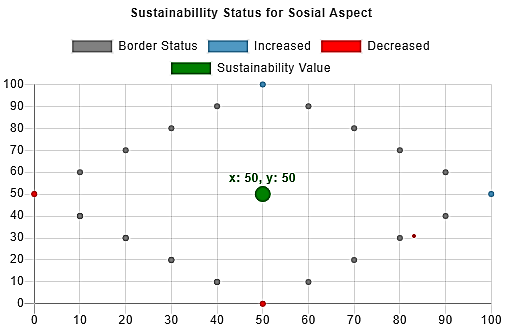 Sustainabillity Status for Sosial Aspect
Border Status Increased Decreased
Sustainability Value
100
90
80
70
60
x: 50, y: 50
50
40
30
20
10
0
0 10 20 30 40 50 60 70 80 90 100